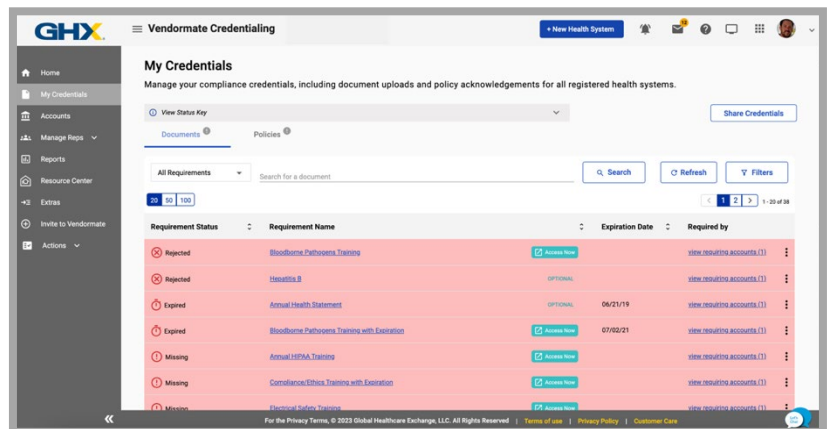 GHX
Vendormate Credentialing
+ New Health System
13
Home
My Credentials
Accounts
Manage Reps
Reports
Resource Center
Extras
Invite to Vendormate
Actions
My Credentials
Manage your compliance credentials, including document uploads and policy acknowledgements for all registered health systems.
View Status Key
Share Credentials
Documents
Policies
All Requirements
Search for a document
Search
Refresh
Filters
20 50 100
1 2 1 - 20 of 38
Requirement Status Requirement Name Expiration Date Required by
Rejected Bloodborne Pathogens Training Access Now view requiring accounts (1)
Rejected Hepatitis B OPTIONAL view requiring accounts (1)
Expired Annual Health Statement OPTIONAL 06/21/19 view requiring accounts (1)
Expired Bloodborne Pathogens Training with Expiration Access Now 07/02/21 view requiring accounts (1)
Missing Annual HIPAA Training Access Now view requiring accounts (1)
Missing Compliance/Ethics Training with Expiration Access Now view requiring accounts (1)
Missing Electrical Safety Training Access Now view requiring accounts (1)
For the Privacy Terms, © 2023 Global Healthcare Exchange, LLC. All Rights Reserved | Terms of use | Privacy Policy | Customer Care